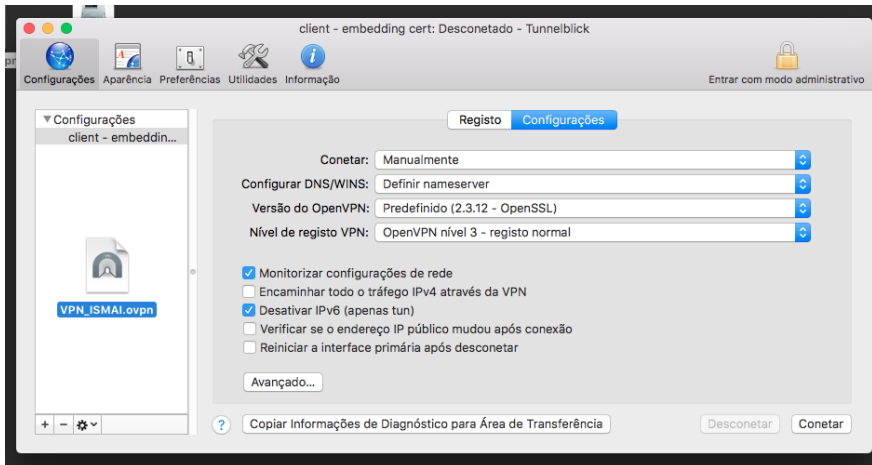 client - embedding cert: Desconetado - Tunnelblick
Configurações Aparência Preferências Utilidades Informação Entrar com modo administrativo
Configurações
client - embeddin...
VPN_ISMAI.ovpn
Registo Configurações
Conetar: Manualmente
Configurar DNS/WINS: Definir nameserver
Versão do OpenVPN: Predefinido (2.3.12 - OpenSSL)
Nível de registo VPN: OpenVPN nível 3 - registo normal
Monitorizar configurações de rede
Encaminhar todo o tráfego IPv4 através da VPN
Desativar IPv6 (apenas tun)
Verificar se o endereço IP público mudou após conexão
Reiniciar a interface primária após desconetar
Avançado...
+ − ? Copiar Informações de Diagnóstico para Área de Transferência Desconetar Conetar